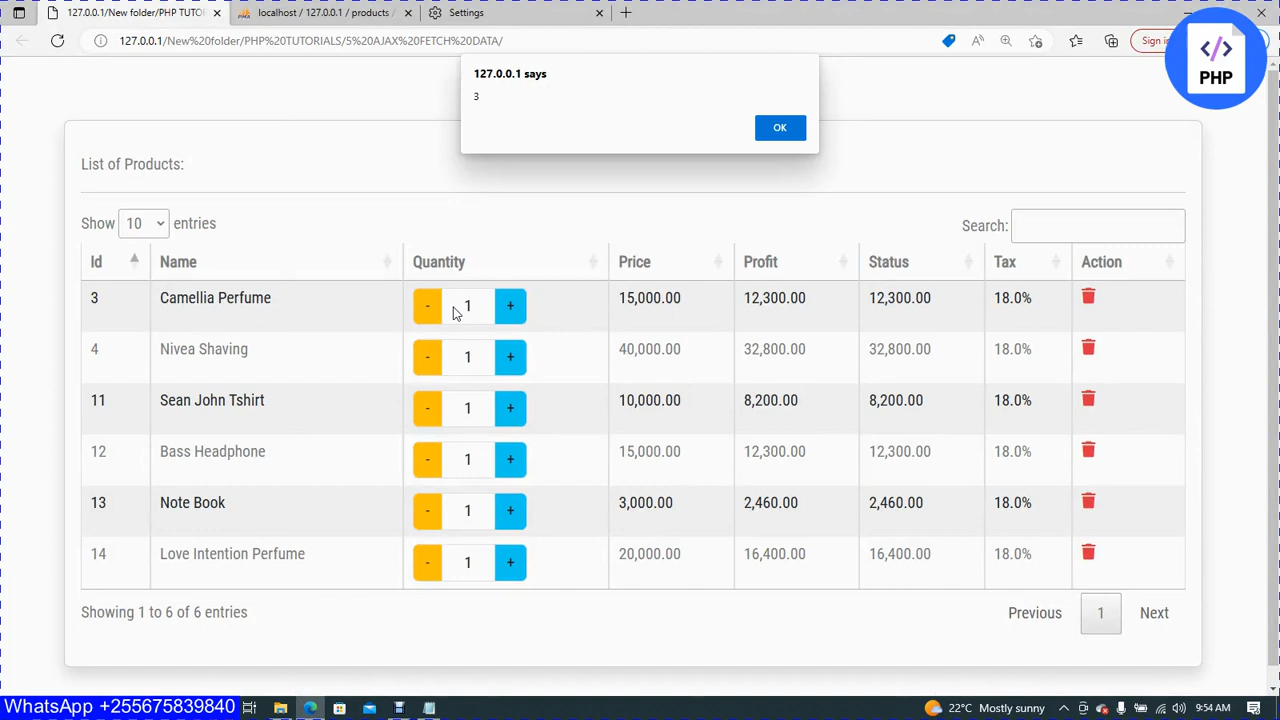 127.0.0.1/New folder/PHP TUTOR
localhost / 127.0.0.1 / products /
Settings
127.0.0.1/New%20folder/PHP%20TUTORIALS/5%20AJAX%20FETCH%20DATA/
Sign in
</>
PHP
127.0.0.1 says
3
OK
List of Products:
Show 10 entries
Search:
Id Name Quantity Price Profit Status Tax Action
3 Camellia Perfume - 1 + 15,000.00 12,300.00 12,300.00 18.0%
4 Nivea Shaving - 1 + 40,000.00 32,800.00 32,800.00 18.0%
11 Sean John Tshirt - 1 + 10,000.00 8,200.00 8,200.00 18.0%
12 Bass Headphone - 1 + 15,000.00 12,300.00 12,300.00 18.0%
13 Note Book - 1 + 3,000.00 2,460.00 2,460.00 18.0%
14 Love Intention Perfume - 1 + 20,000.00 16,400.00 16,400.00 18.0%
Showing 1 to 6 of 6 entries
Previous 1 Next
WhatsApp +255675839840
22°C Mostly sunny
9:54 AM